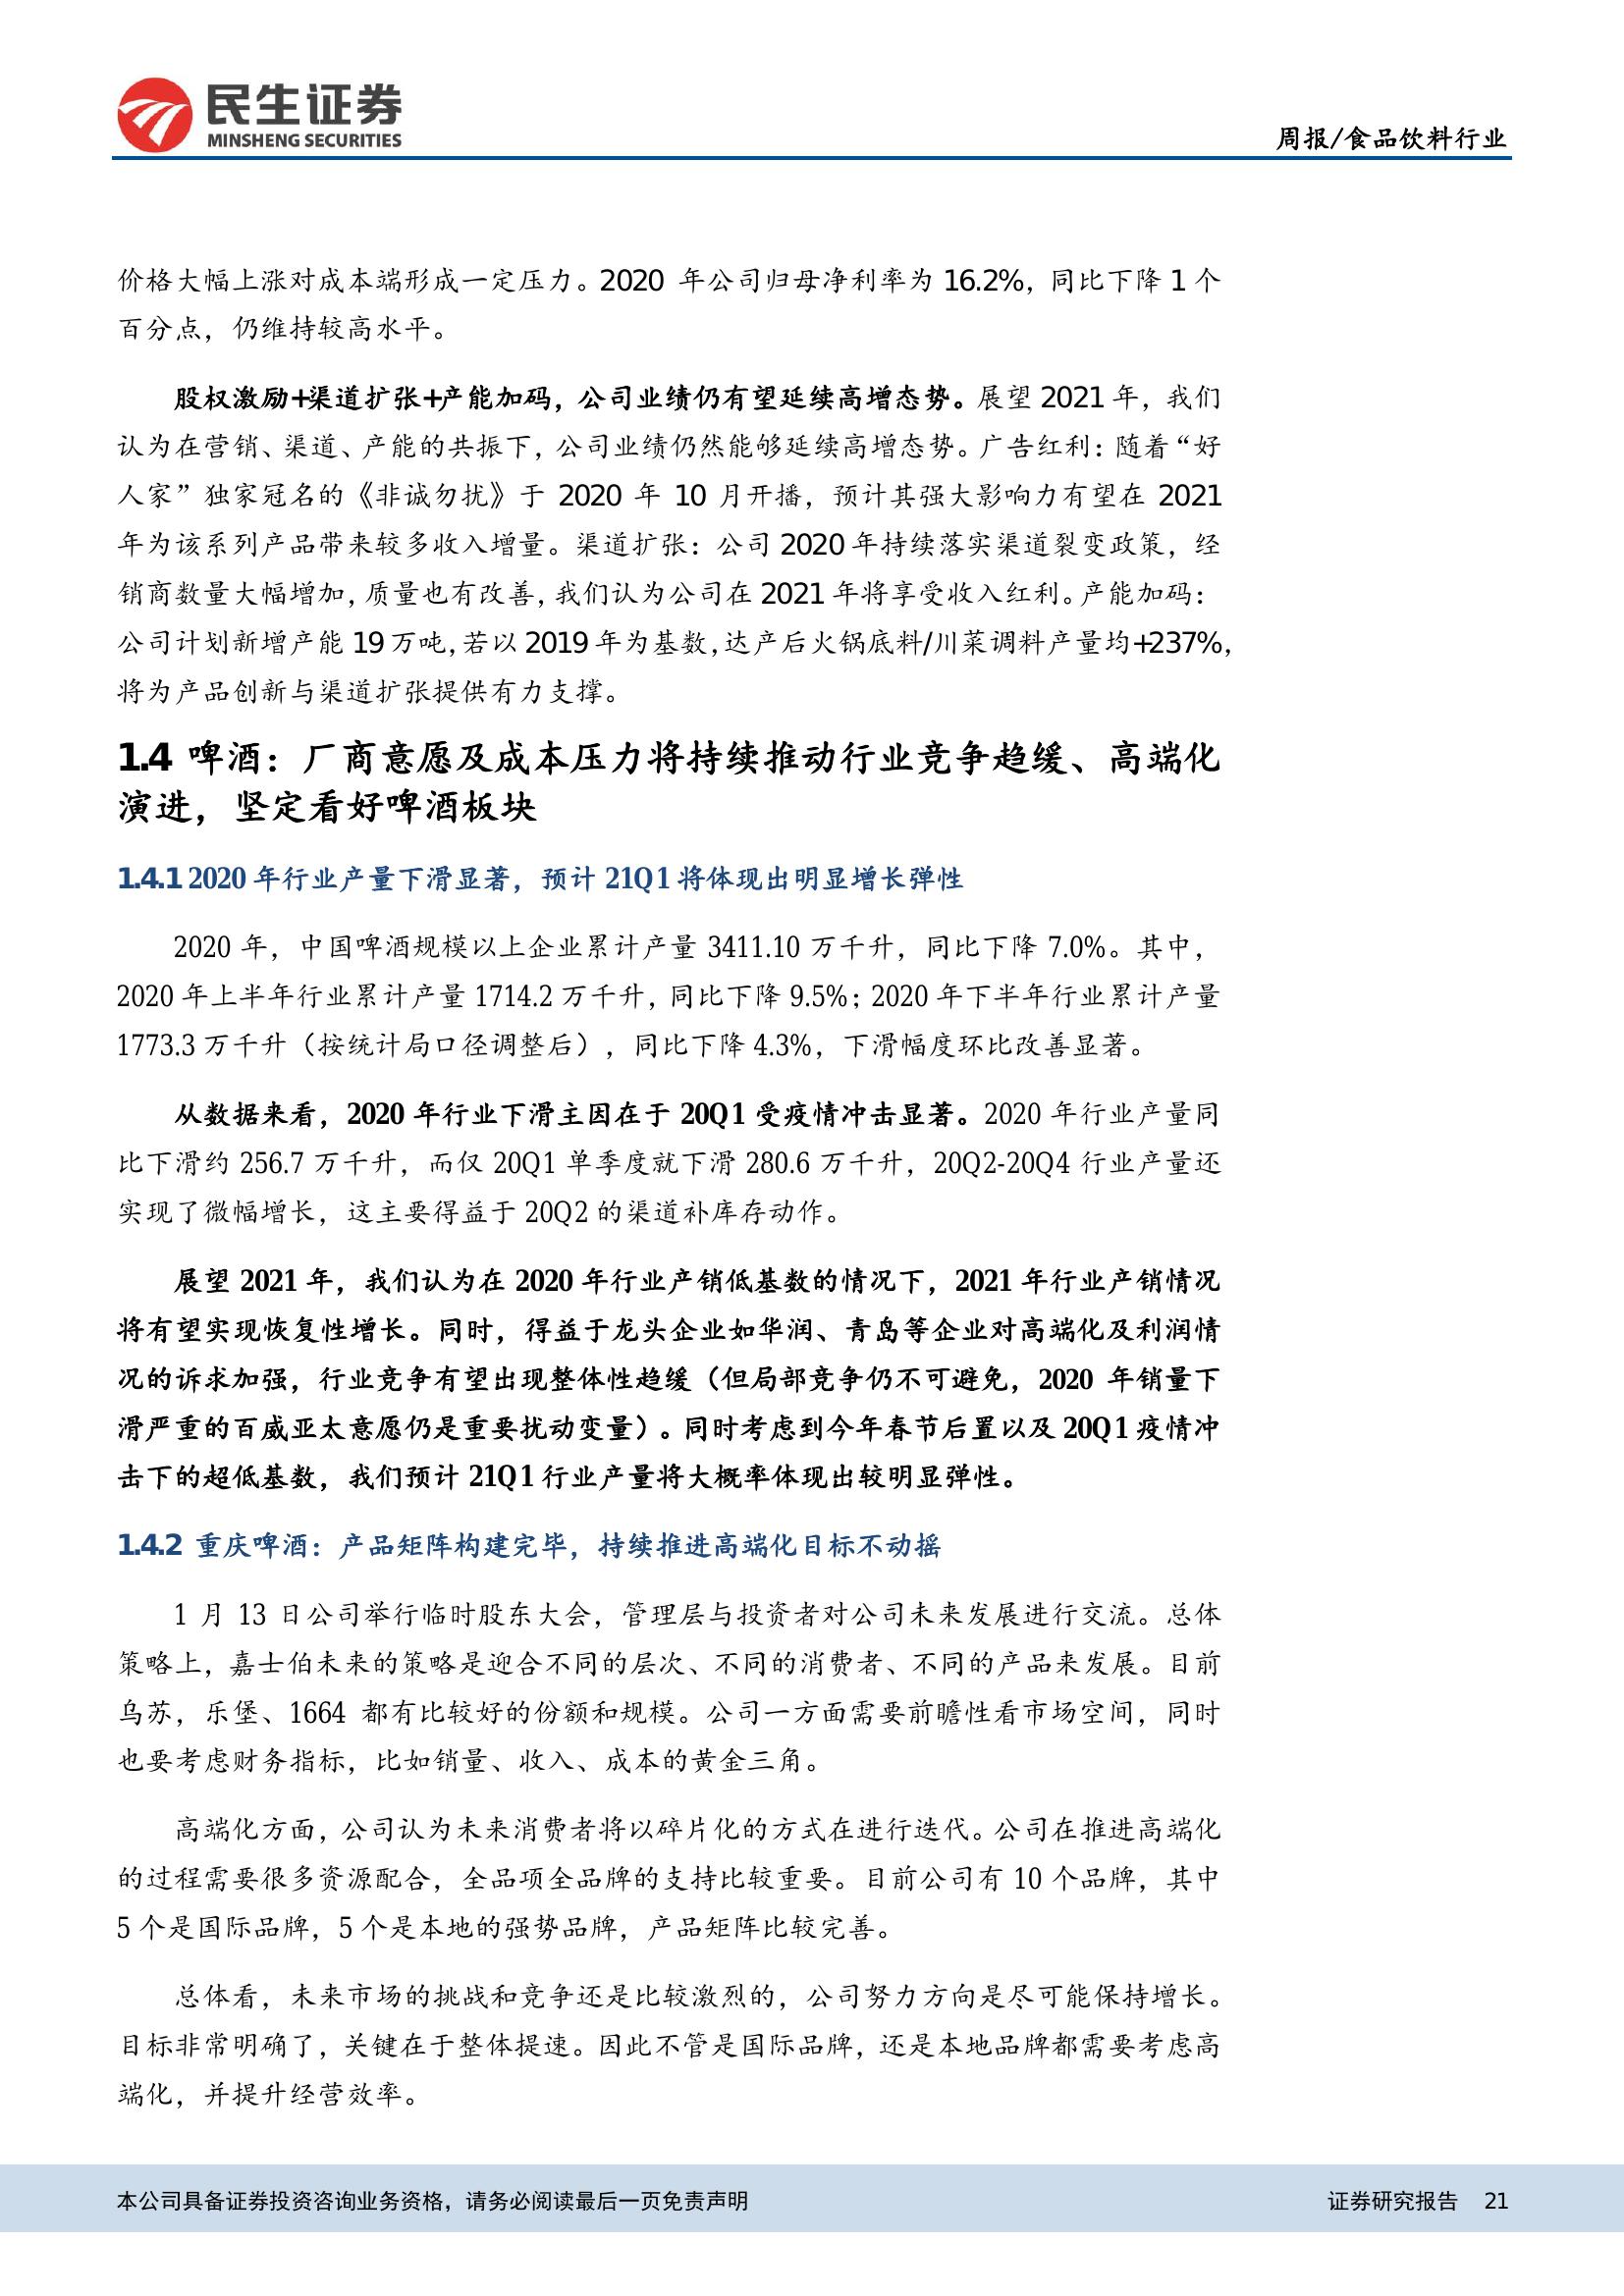 民生证券
MINSHENG SECURITIES
周报/食品饮料行业
价格大幅上涨对成本端形成一定压力。2020 年公司归母净利率为 16.2%，同比下降 1 个
百分点，仍维持较高水平。
股权激励+渠道扩张+产能加码，公司业绩仍有望延续高增态势。展望 2021 年，我们
认为在营销、渠道、产能的共振下，公司业绩仍然能够延续高增态势。广告红利：随着“好
人家”独家冠名的《非诚勿扰》于 2020 年 10 月开播，预计其强大影响力有望在 2021
年为该系列产品带来较多收入增量。渠道扩张：公司 2020 年持续落实渠道裂变政策，经
销商数量大幅增加，质量也有改善，我们认为公司在 2021 年将享受收入红利。产能加码：
公司计划新增产能 19 万吨，若以 2019 年为基数，达产后火锅底料/川菜调料产量均+237%，
将为产品创新与渠道扩张提供有力支撑。
1.4 啤酒：厂商意愿及成本压力将持续推动行业竞争趋缓、高端化
演进，坚定看好啤酒板块
1.4.1 2020 年行业产量下滑显著，预计 21Q1 将体现出明显增长弹性
2020 年，中国啤酒规模以上企业累计产量 3411.10 万千升，同比下降 7.0%。其中，
2020 年上半年行业累计产量 1714.2 万千升，同比下降 9.5%；2020 年下半年行业累计产量
1773.3 万千升（按统计局口径调整后），同比下降 4.3%，下滑幅度环比改善显著。
从数据来看，2020 年行业下滑主因在于 20Q1 受疫情冲击显著。2020 年行业产量同
比下滑约 256.7 万千升，而仅 20Q1 单季度就下滑 280.6 万千升，20Q2-20Q4 行业产量还
实现了微幅增长，这主要得益于 20Q2 的渠道补库存动作。
展望 2021 年，我们认为在 2020 年行业产销低基数的情况下，2021 年行业产销情况
将有望实现恢复性增长。同时，得益于龙头企业如华润、青岛等企业对高端化及利润情
况的诉求加强，行业竞争有望出现整体性趋缓（但局部竞争仍不可避免，2020 年销量下
滑严重的百威亚太意愿仍是重要扰动变量）。同时考虑到今年春节后置以及 20Q1 疫情冲
击下的超低基数，我们预计 21Q1 行业产量将大概率体现出较明显弹性。
1.4.2 重庆啤酒：产品矩阵构建完毕，持续推进高端化目标不动摇
1 月 13 日公司举行临时股东大会，管理层与投资者对公司未来发展进行交流。总体
策略上，嘉士伯未来的策略是迎合不同的层次、不同的消费者、不同的产品来发展。目前
乌苏，乐堡、1664 都有比较好的份额和规模。公司一方面需要前瞻性看市场空间，同时
也要考虑财务指标，比如销量、收入、成本的黄金三角。
高端化方面，公司认为未来消费者将以碎片化的方式在进行迭代。公司在推进高端化
的过程需要很多资源配合，全品项全品牌的支持比较重要。目前公司有 10 个品牌，其中
5 个是国际品牌，5 个是本地的强势品牌，产品矩阵比较完善。
总体看，未来市场的挑战和竞争还是比较激烈的，公司努力方向是尽可能保持增长。
目标非常明确了，关键在于整体提速。因此不管是国际品牌，还是本地品牌都需要考虑高
端化，并提升经营效率。
本公司具备证券投资咨询业务资格，请务必阅读最后一页免责声明
证券研究报告 21